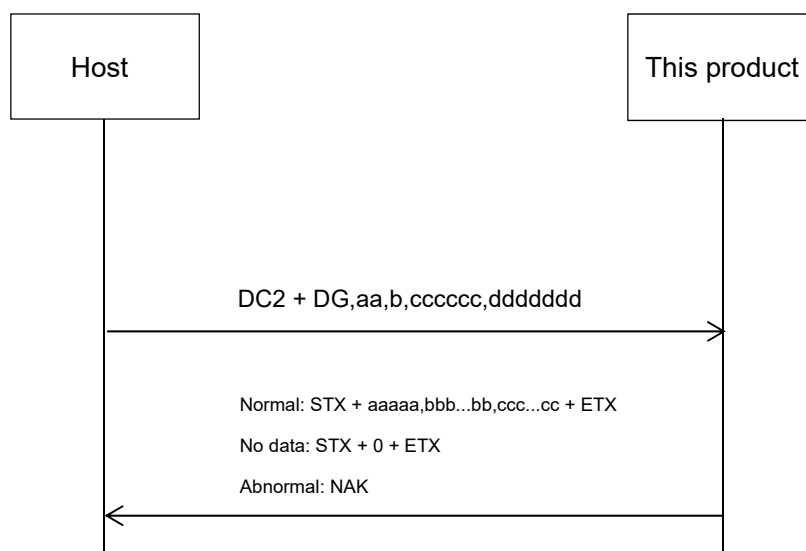 Host
This product
DC2 + DG,aa,b,cccccc,ddddddd
Normal: STX + aaaaa,bbb...bb,ccc...cc + ETX
No data: STX + 0 + ETX
Abnormal: NAK